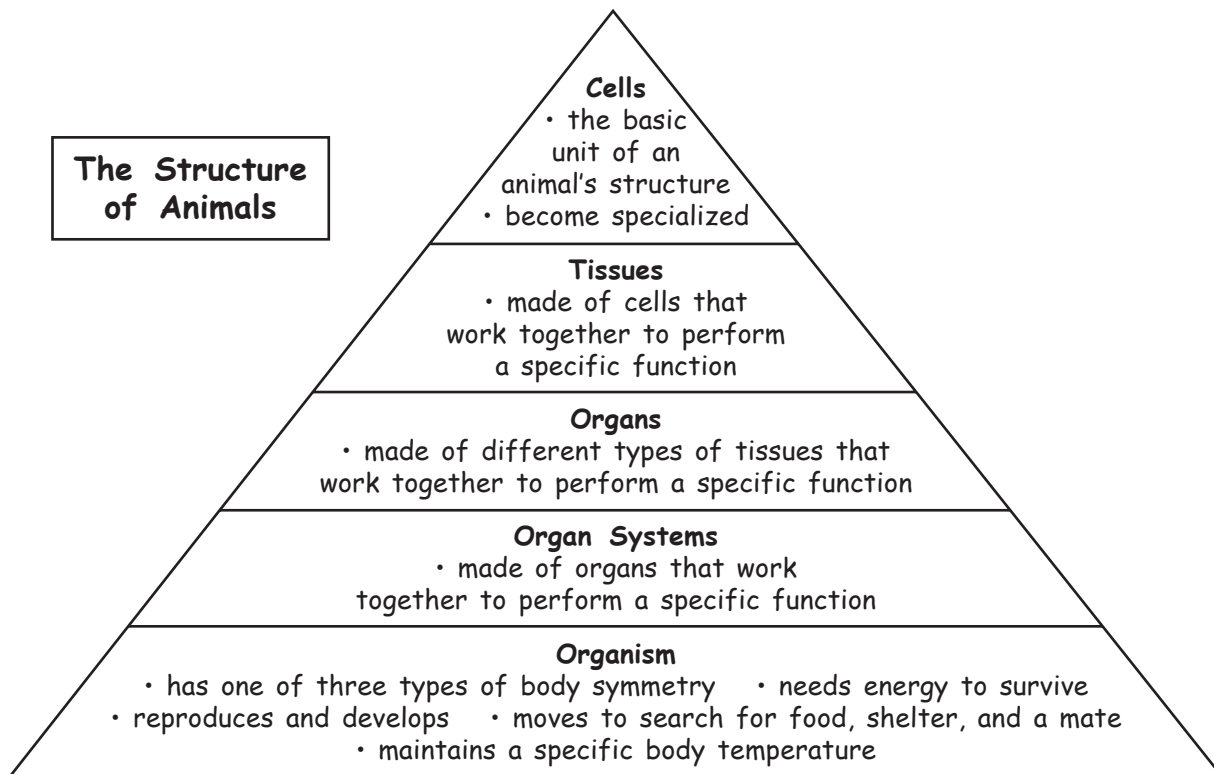 The Structure
of Animals
Cells
• the basic
unit of an
animal's structure
• become specialized
Tissues
• made of cells that
work together to perform
a specific function
Organs
• made of different types of tissues that
work together to perform a specific function
Organ Systems
• made of organs that work
together to perform a specific function
Organism
• has one of three types of body symmetry • needs energy to survive
• reproduces and develops • moves to search for food, shelter, and a mate
• maintains a specific body temperature